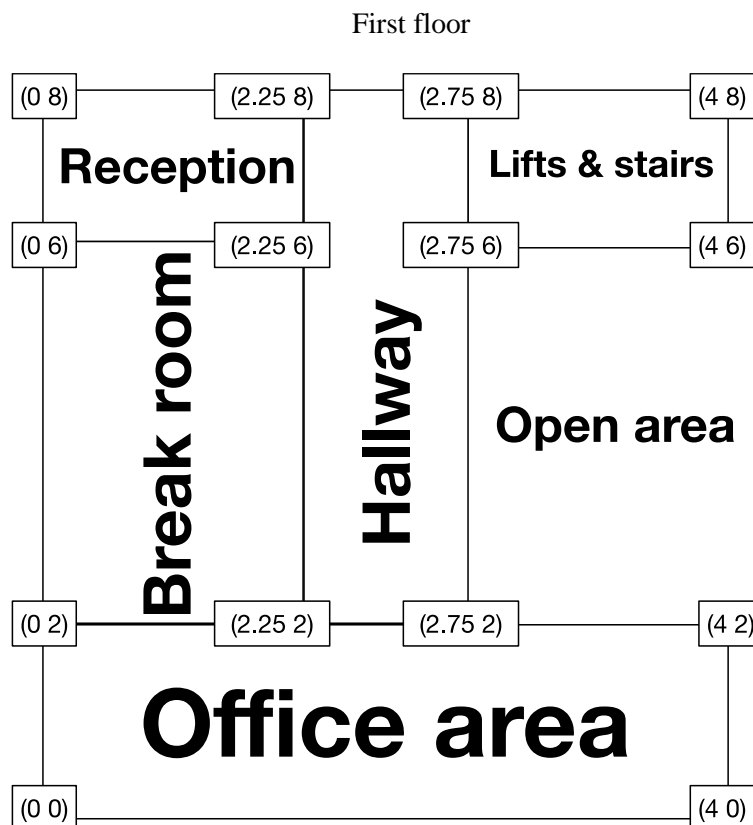 First floor
(0 8) (2.25 8) (2.75 8) (4 8)
Reception Lifts & stairs
(0 6) (2.25 6) (2.75 6) (4 6)
Break room
Hallway
Open area
(0 2) (2.25 2) (2.75 2) (4 2)
Office area
(0 0) (4 0)